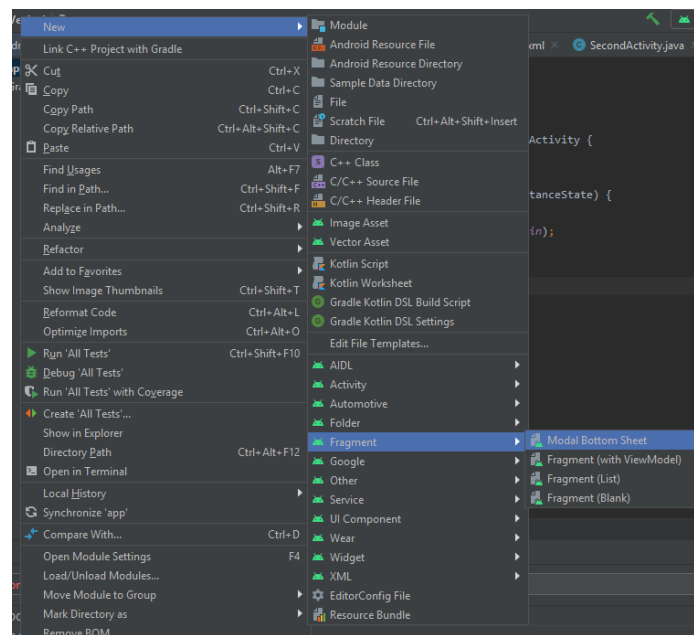 New
Link C++ Project with Gradle
Cut Ctrl+X
Copy Ctrl+C
Copy Path Ctrl+Shift+C
Copy Relative Path Ctrl+Alt+Shift+C
Paste Ctrl+V
Find Usages Alt+F7
Find in Path... Ctrl+Shift+F
Replace in Path... Ctrl+Shift+R
Analyze
Refactor
Add to Favorites
Show Image Thumbnails Ctrl+Shift+T
Reformat Code Ctrl+Alt+L
Optimize Imports Ctrl+Alt+O
Run 'All Tests' Ctrl+Shift+F10
Debug 'All Tests'
Run 'All Tests' with Coverage
Create 'All Tests'...
Show in Explorer
Directory Path Ctrl+Alt+F12
Open in Terminal
Local History
Synchronize 'app'
Compare With... Ctrl+D
Open Module Settings F4
Load/Unload Modules...
Move Module to Group
Mark Directory as
Remove BOM
Module
Android Resource File
Android Resource Directory
Sample Data Directory
File
Scratch File Ctrl+Alt+Shift+Insert
Directory
C++ Class
C/C++ Source File
C/C++ Header File
Image Asset
Vector Asset
Kotlin Script
Kotlin Worksheet
Gradle Kotlin DSL Build Script
Gradle Kotlin DSL Settings
Edit File Templates...
AIDL
Activity
Automotive
Folder
Fragment
Google
Other
Service
UI Component
Wear
Widget
XML
EditorConfig File
Resource Bundle
Modal Bottom Sheet
Fragment (with ViewModel)
Fragment (List)
Fragment (Blank)
xml SecondActivity.java
Activity {
tanceState) {
in);